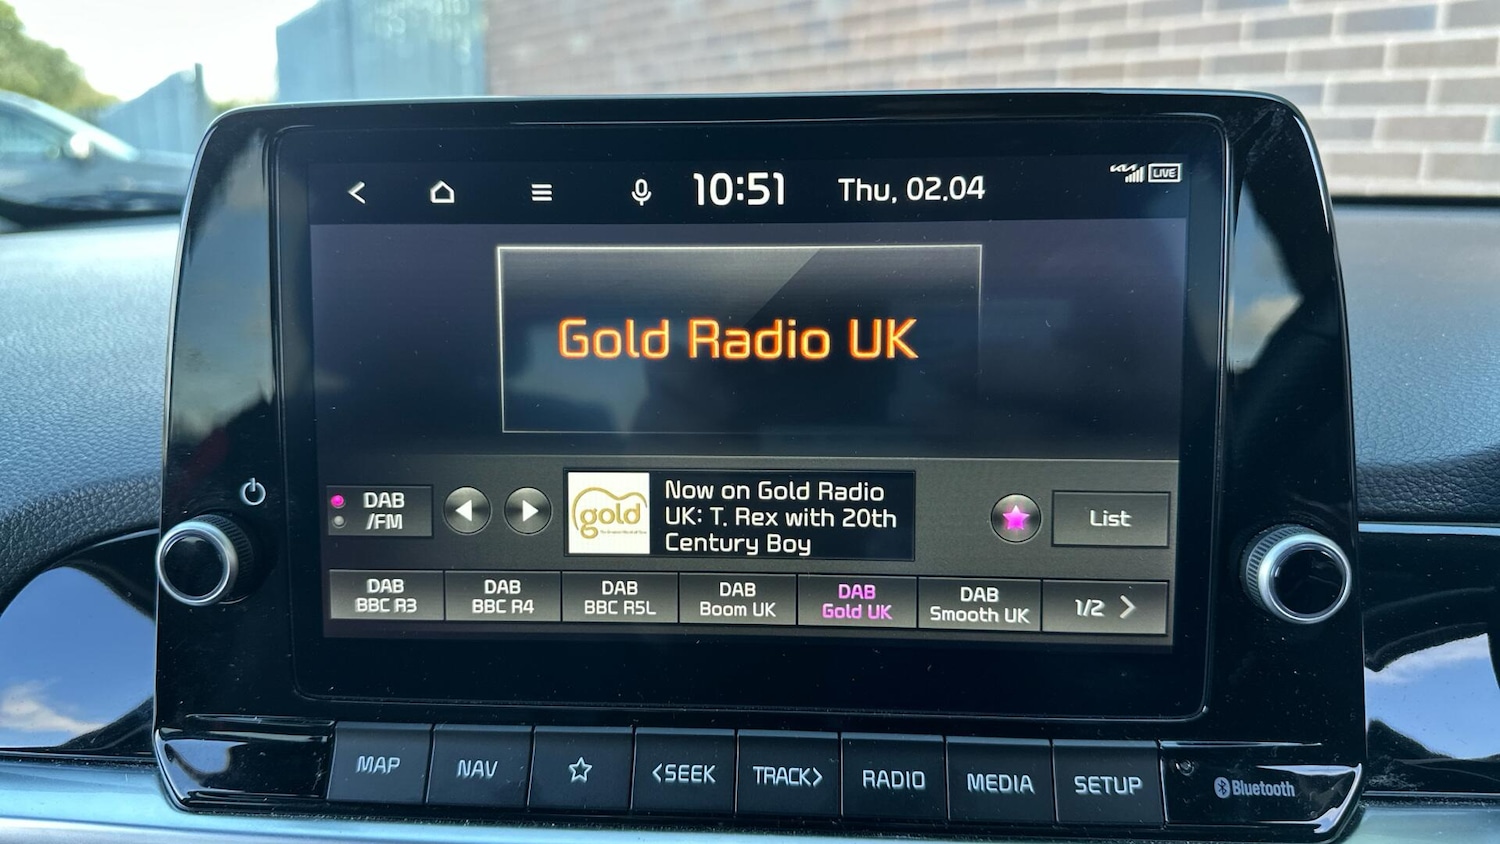 10:51 Thu, 02.04
LIVE
Gold Radio UK
DAB
/FM
gold
Now on Gold Radio
UK: T. Rex with 20th
Century Boy
List
DAB
BBC R3
DAB
BBC R4
DAB
BBC R5L
DAB
Boom UK
DAB
Gold UK
DAB
Smooth UK
1/2 >
MAP
NAV
<SEEK
TRACK>
RADIO
MEDIA
SETUP
Bluetooth